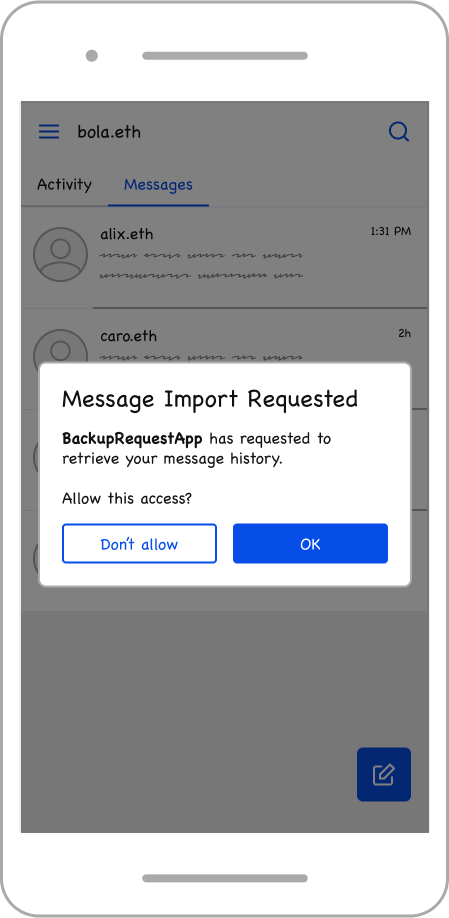 bola.eth
Activity Messages
alix.eth 1:31 PM
caro.eth 2h
Message Import Requested
BackupRequestApp has requested to
retrieve your message history.
Allow this access?
Don't allow OK